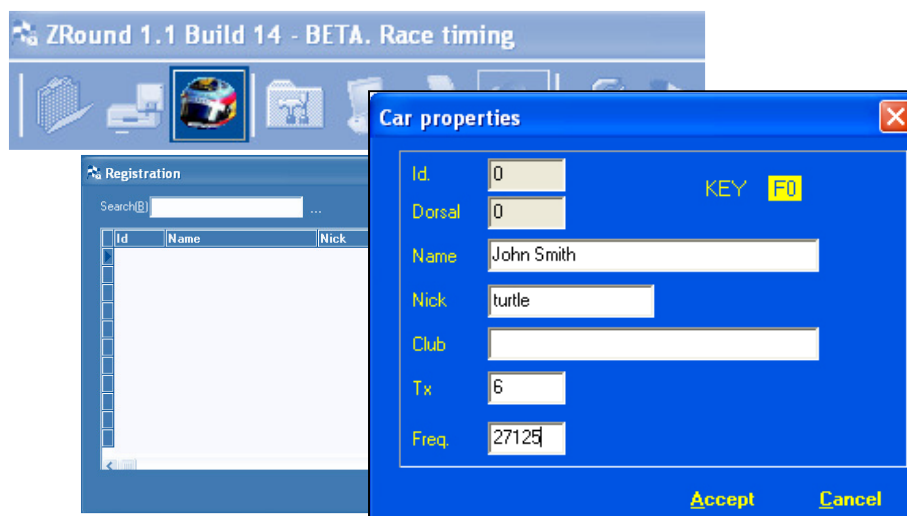 ZRound 1.1 Build 14 - BETA. Race timing
Registration
Search(B)
...
Id Name Nick
Car properties
Id. 0
KEY F0
Dorsal 0
Name John Smith
Nick turtle
Club
Tx 6
Freq. 27125
Accept Cancel